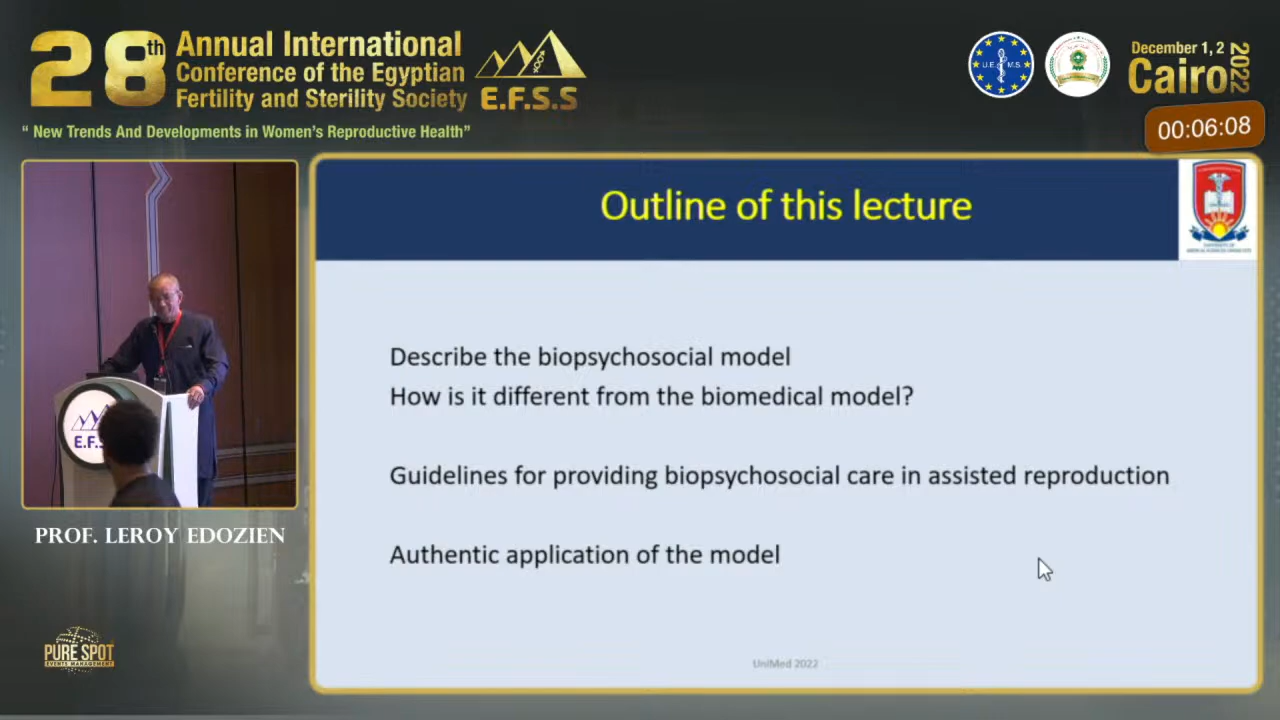 28th
Annual International
Conference of the Egyptian
Fertility and Sterility Society
E.F.S.S
“ New Trends And Developments in Women's Reproductive Health”
U.E.M.S.
December 1, 2
Cairo
2022
00:06:08
Outline of this lecture
Describe the biopsychosocial model
How is it different from the biomedical model?
Guidelines for providing biopsychosocial care in assisted reproduction
Authentic application of the model
UniMed 2022
E.F.S
PROF. LEROY EDOZIEN
PURE SPOT
EVENTS MANAGEMENT